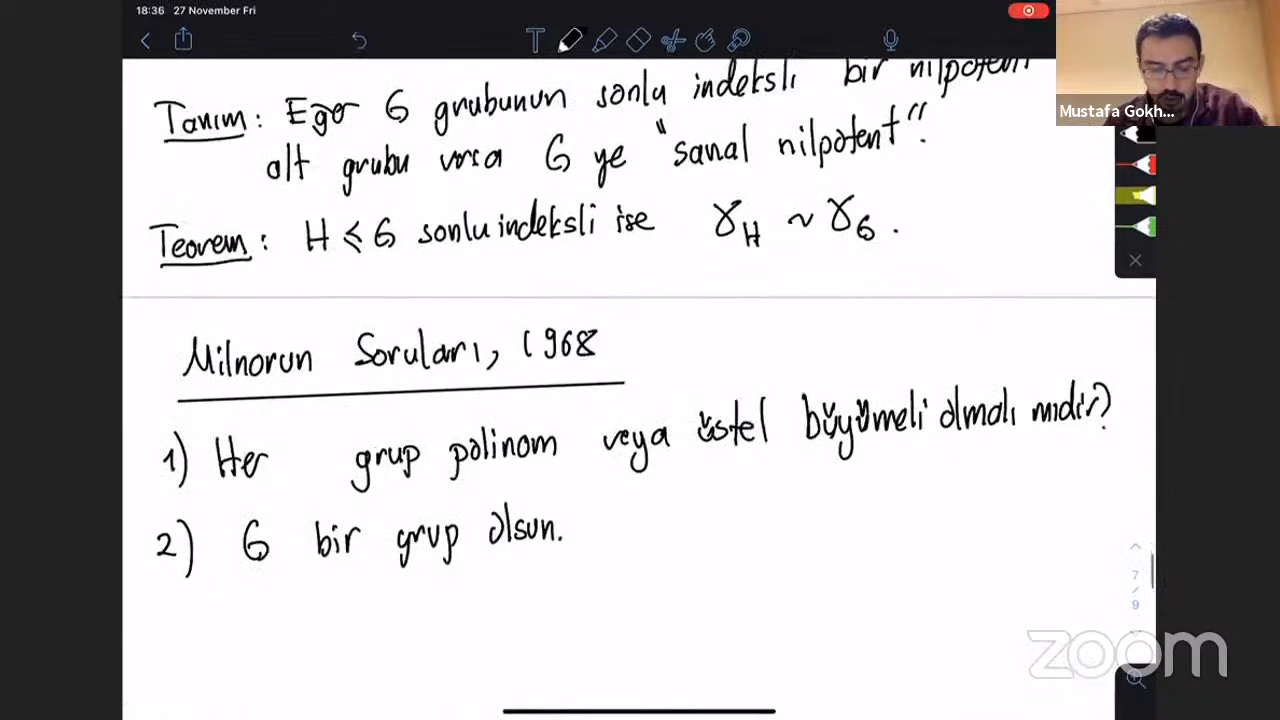 18:36 27 November Fri
Mustafa Gokh...
Tanım: Eğer G grubunun sonlu indeksli bir nilpotent
alt grubu varsa G ye "sanal nilpotent".
Teorem: H ≤ G sonlu indeksli ise γ_H ~ γ_G.
Milnorun Soruları, 1968
1) Her grup polinom veya üstel büyümeli olmalı mıdır?
2) G bir grup olsun.
7
/
9
zoom